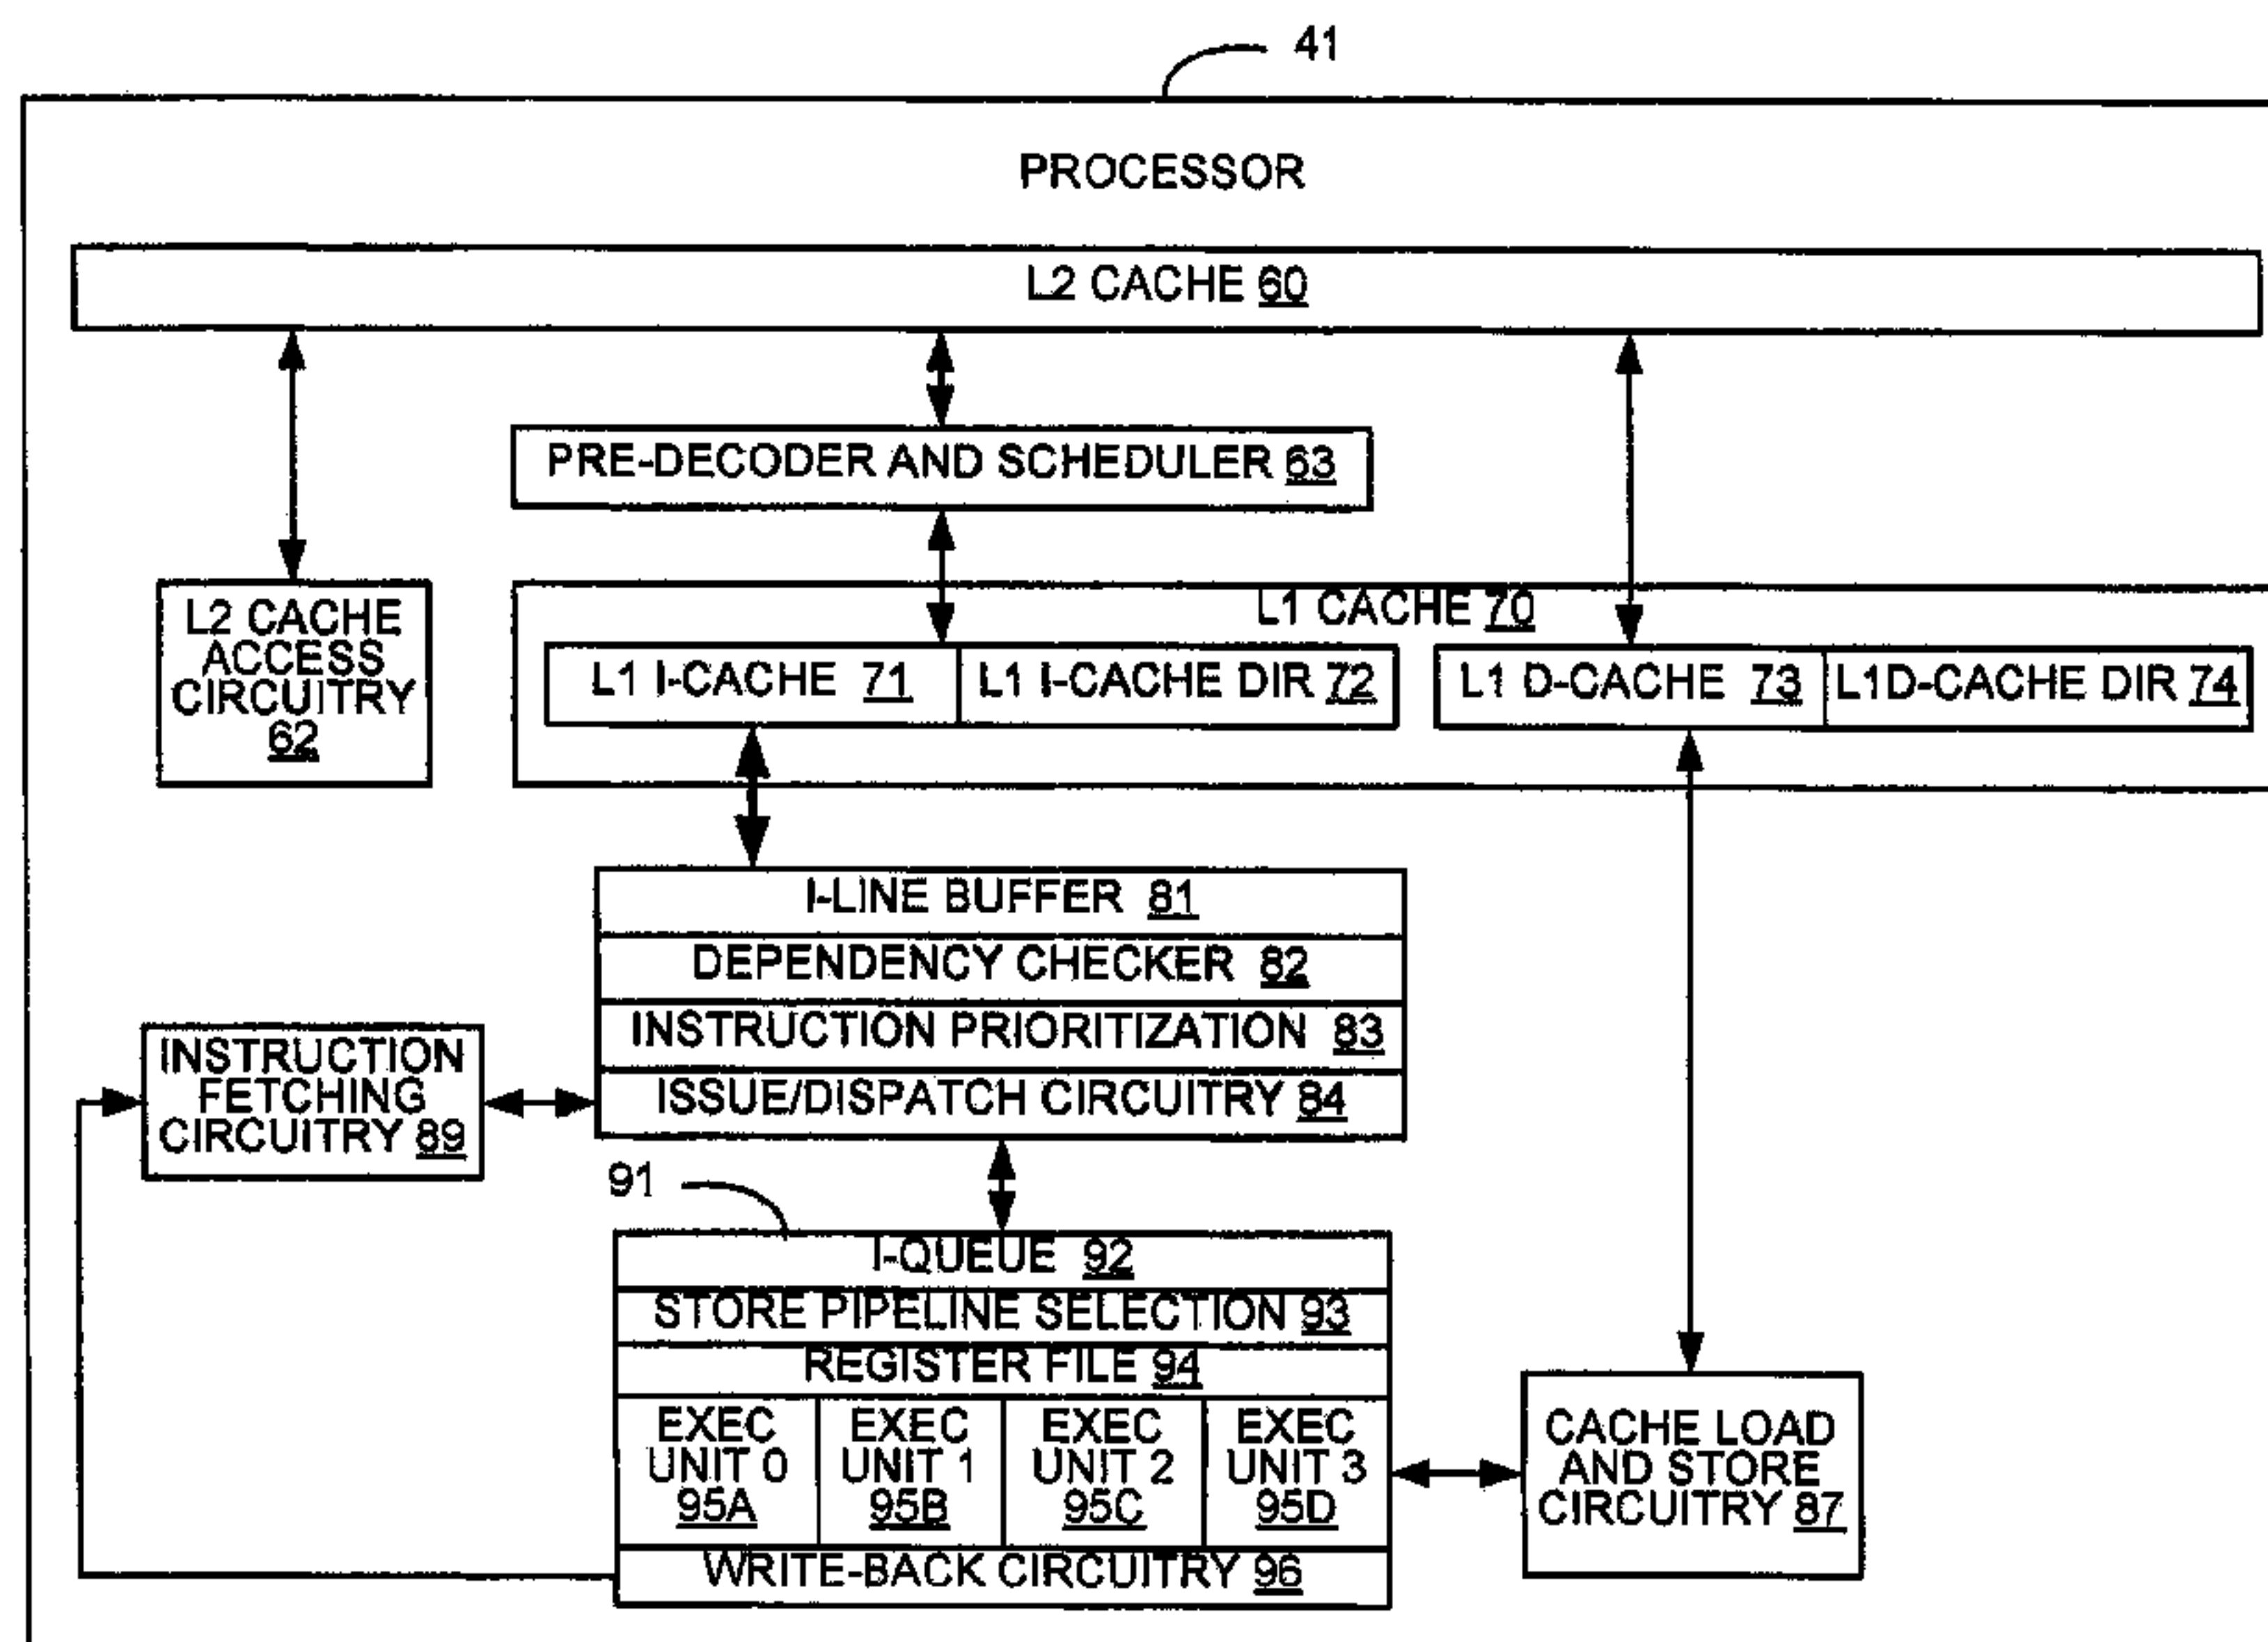 41
PROCESSOR
L2 CACHE 60
PRE-DECODER AND SCHEDULER 63
L2 CACHE
ACCESS
CIRCUITRY
62
L1 CACHE 70
L1 I-CACHE 71
L1 I-CACHE DIR 72
L1 D-CACHE 73
L1D-CACHE DIR 74
I-LINE BUFFER 81
DEPENDENCY CHECKER 82
INSTRUCTION PRIORITIZATION 83
ISSUE/DISPATCH CIRCUITRY 84
INSTRUCTION
FETCHING
CIRCUITRY 89
91
I-QUEUE 92
STORE PIPELINE SELECTION 93
REGISTER FILE 94
EXEC
UNIT 0
95A
EXEC
UNIT 1
95B
EXEC
UNIT 2
95C
EXEC
UNIT 3
95D
WRITE-BACK CIRCUITRY 96
CACHE LOAD
AND STORE
CIRCUITRY 87